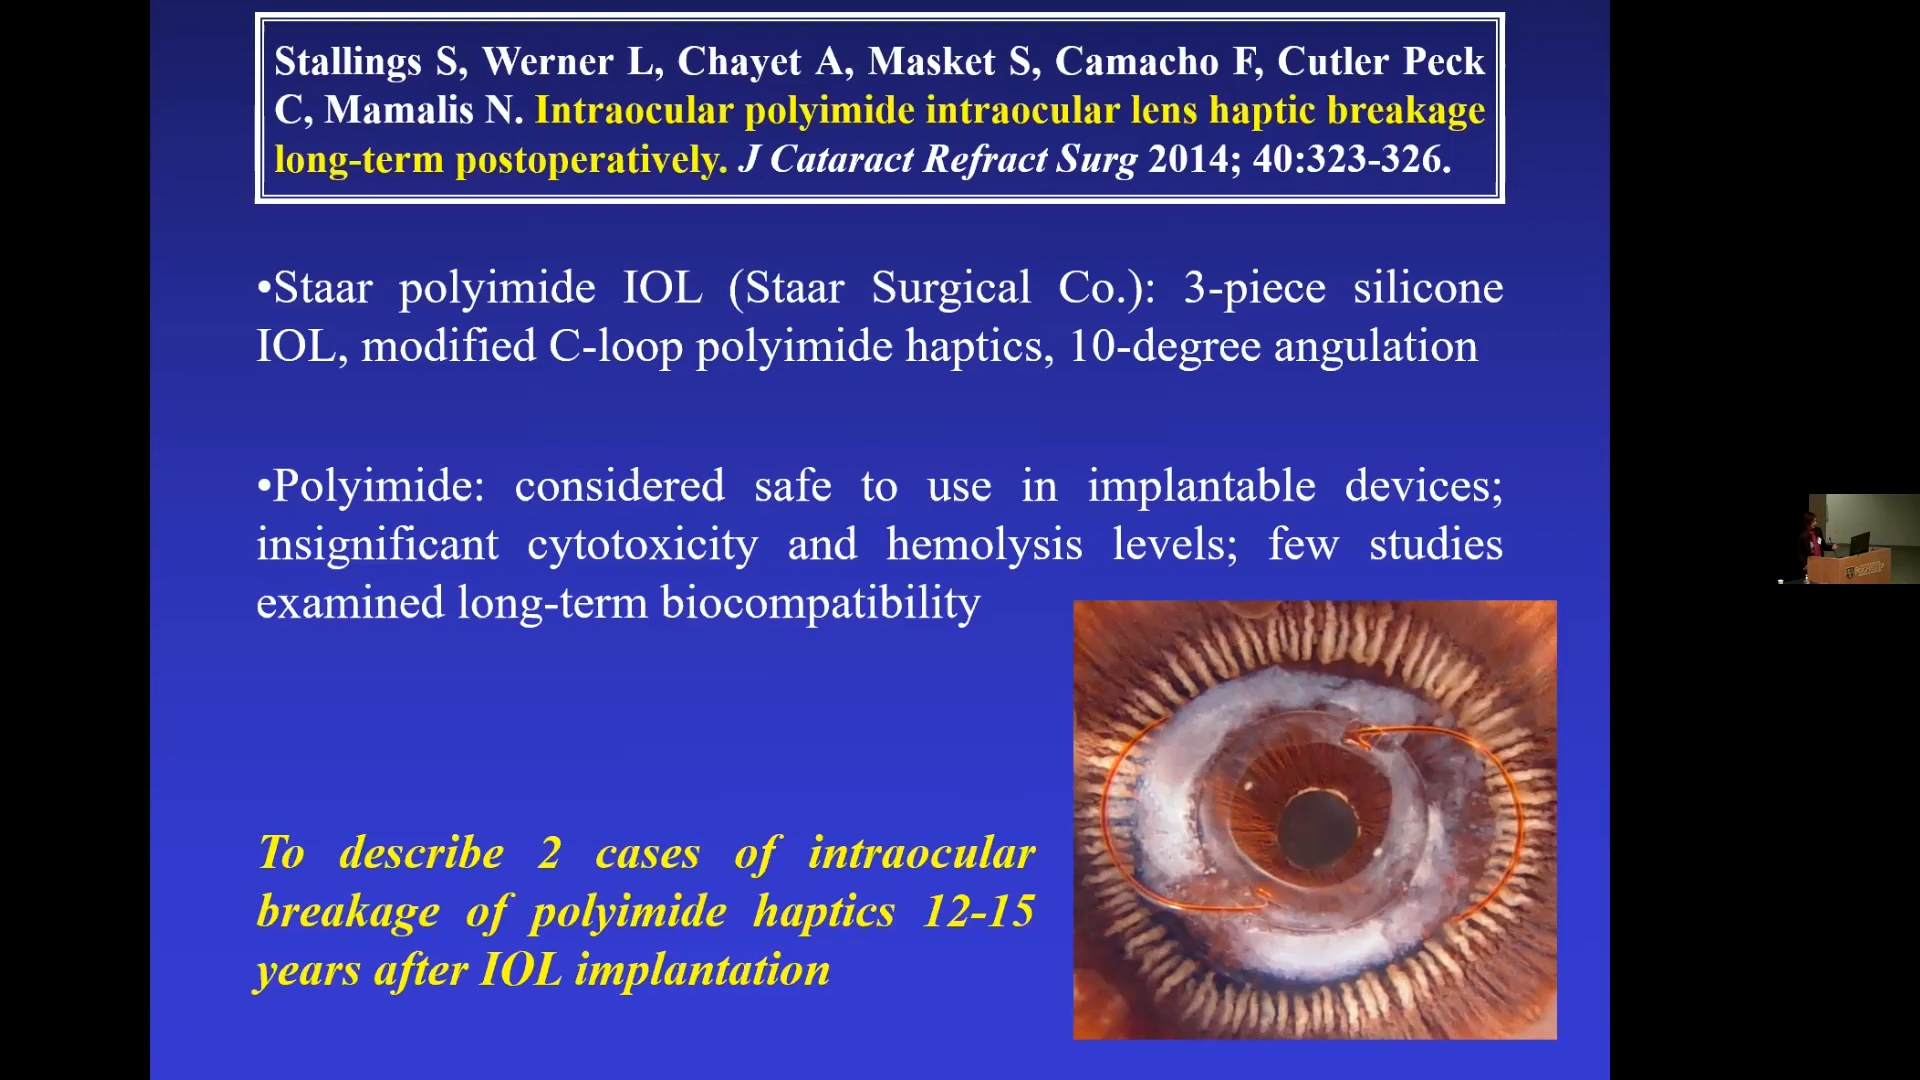 Stallings S, Werner L, Chayet A, Masket S, Camacho F, Cutler Peck
C, Mamalis N. Intraocular polyimide intraocular lens haptic breakage
long-term postoperatively. J Cataract Refract Surg 2014; 40:323-326.
•Staar polyimide IOL (Staar Surgical Co.): 3-piece silicone
IOL, modified C-loop polyimide haptics, 10-degree angulation
•Polyimide: considered safe to use in implantable devices;
insignificant cytotoxicity and hemolysis levels; few studies
examined long-term biocompatibility
To describe 2 cases of intraocular
breakage of polyimide haptics 12-15
years after IOL implantation